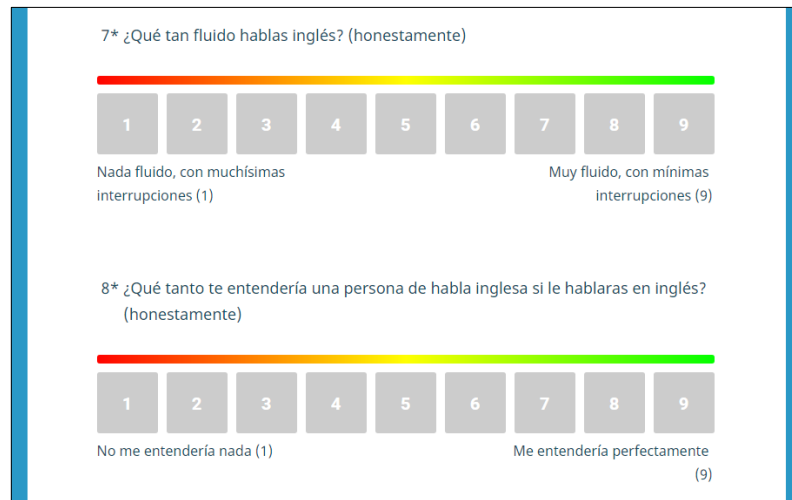 7* ¿Qué tan fluido hablas inglés? (honestamente)
1 2 3 4 5 6 7 8 9
Nada fluido, con muchísimas interrupciones (1)
Muy fluido, con mínimas interrupciones (9)
8* ¿Qué tanto te entendería una persona de habla inglesa si le hablaras en inglés?
(honestamente)
1 2 3 4 5 6 7 8 9
No me entendería nada (1)
Me entendería perfectamente
(9)